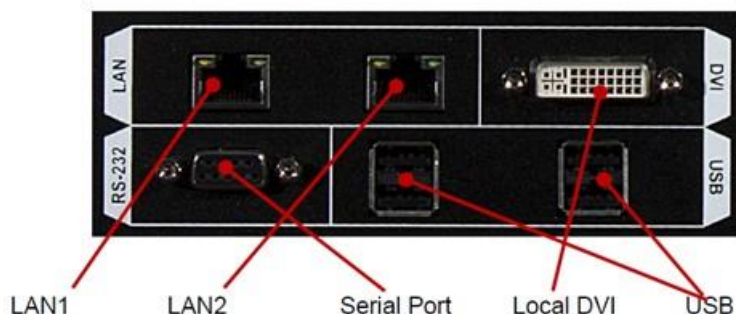 LAN
DVI
RS-232
USB
LAN1 LAN2 Serial Port Local DVI USB